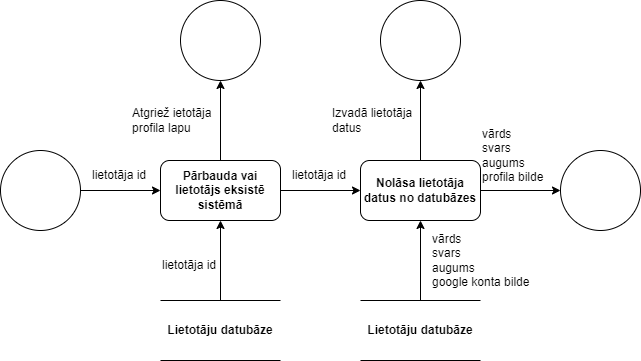 Atgriež ietotāja
profila lapu
Izvadā lietotāja
datus
lietotāja id
Pārbauda vai
lietotājs eksistē
sistēmā
lietotāja id
Nolāsa lietotāja
datus no datubāzes
vārds
svars
augums
profila bilde
lietotāja id
vārds
svars
augums
google konta bilde
Lietotāju datubāze
Lietotāju datubāze